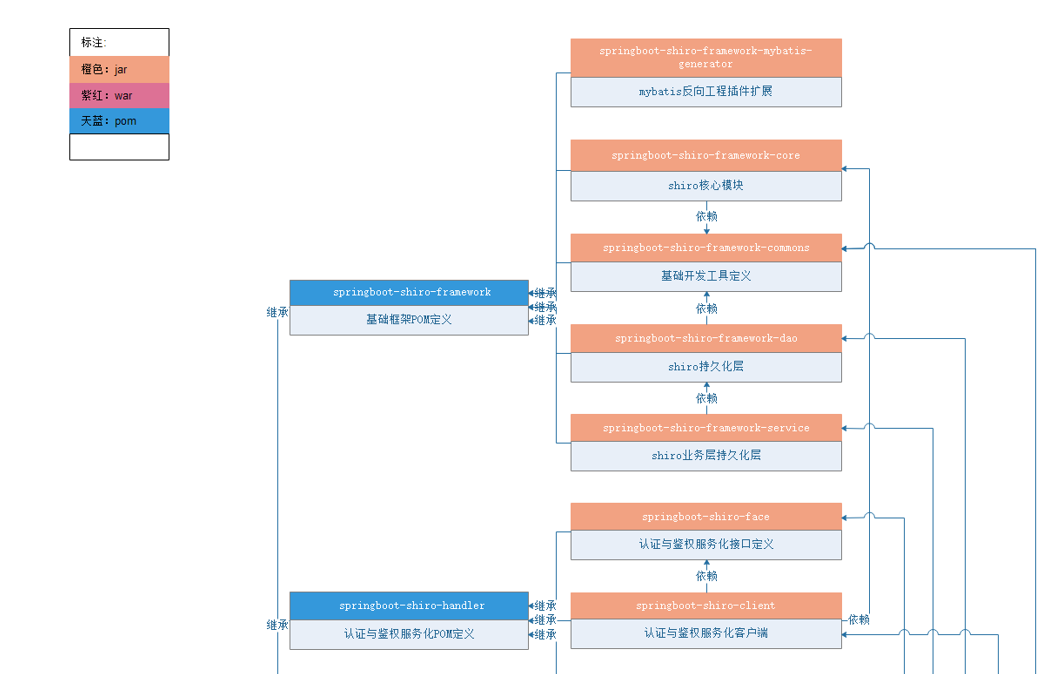 标注:
橙色：jar
紫红：war
天蓝：pom
springboot-shiro-framework-mybatis-
generator
mybatis反向工程插件扩展
springboot-shiro-framework-core
shiro核心模块
依赖
springboot-shiro-framework-commons
基础开发工具定义
springboot-shiro-framework
基础框架POM定义
继承
继承
继承
继承
依赖
springboot-shiro-framework-dao
shiro持久化层
依赖
springboot-shiro-framework-service
shiro业务层持久化层
springboot-shiro-face
认证与鉴权服务化接口定义
依赖
springboot-shiro-handler
认证与鉴权服务化POM定义
继承
继承
继承
继承
springboot-shiro-client
认证与鉴权服务化客户端
依赖